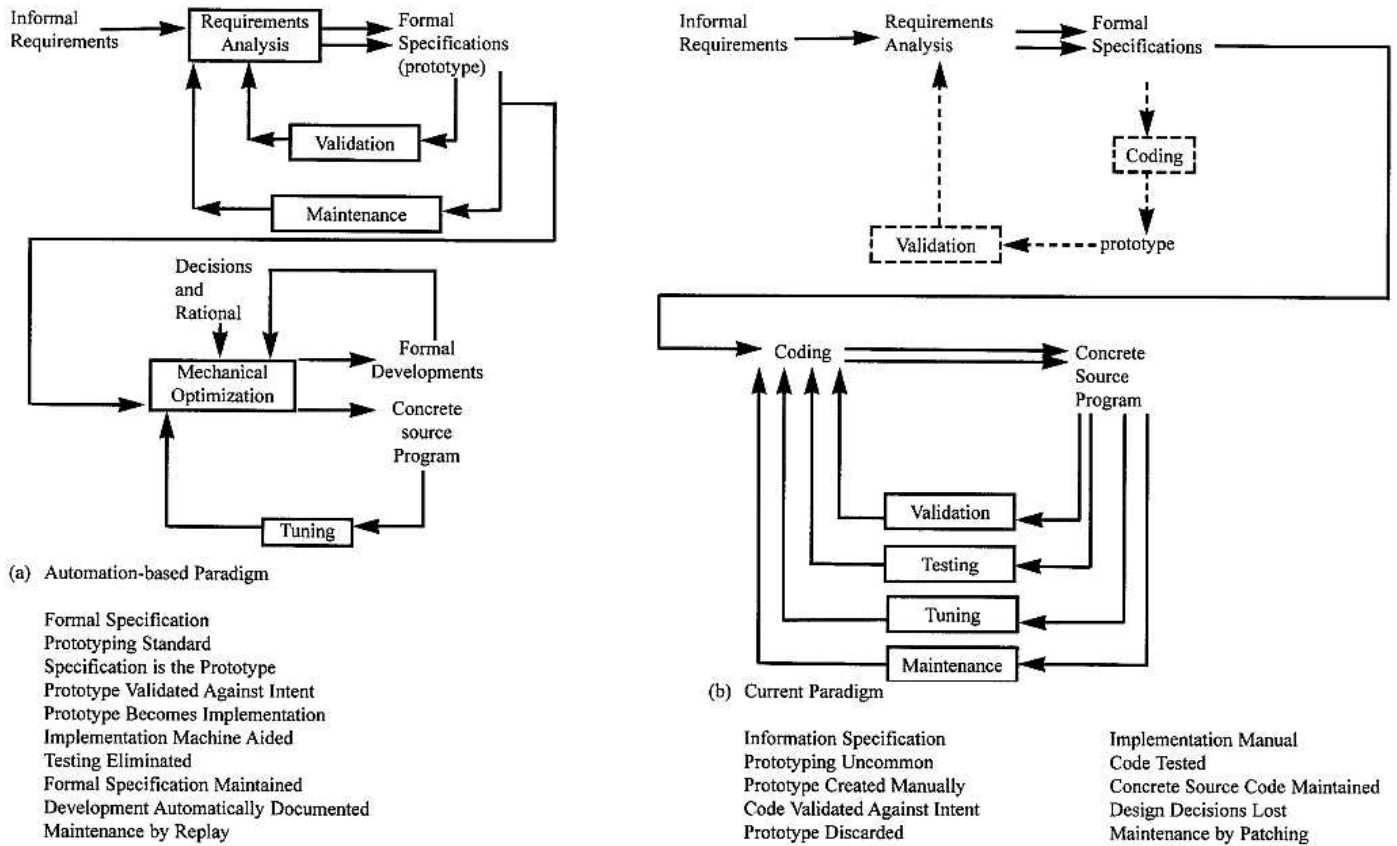 Informal
Requirements
Requirements
Analysis
Formal
Specifications
(prototype)
Validation
Maintenance
Decisions
and
Rational
Mechanical
Optimization
Formal
Developments
Concrete
source
Program
Tuning
(a) Automation-based Paradigm
Formal Specification
Prototyping Standard
Specification is the Prototype
Prototype Validated Against Intent
Prototype Becomes Implementation
Implementation Machine Aided
Testing Eliminated
Formal Specification Maintained
Development Automatically Documented
Maintenance by Replay
Informal
Requirements
Requirements
Analysis
Formal
Specifications
Coding
prototype
Validation
Coding
Concrete
Source
Program
Validation
Testing
Tuning
Maintenance
(b) Current Paradigm
Information Specification
Prototyping Uncommon
Prototype Created Manually
Code Validated Against Intent
Prototype Discarded
Implementation Manual
Code Tested
Concrete Source Code Maintained
Design Decisions Lost
Maintenance by Patching